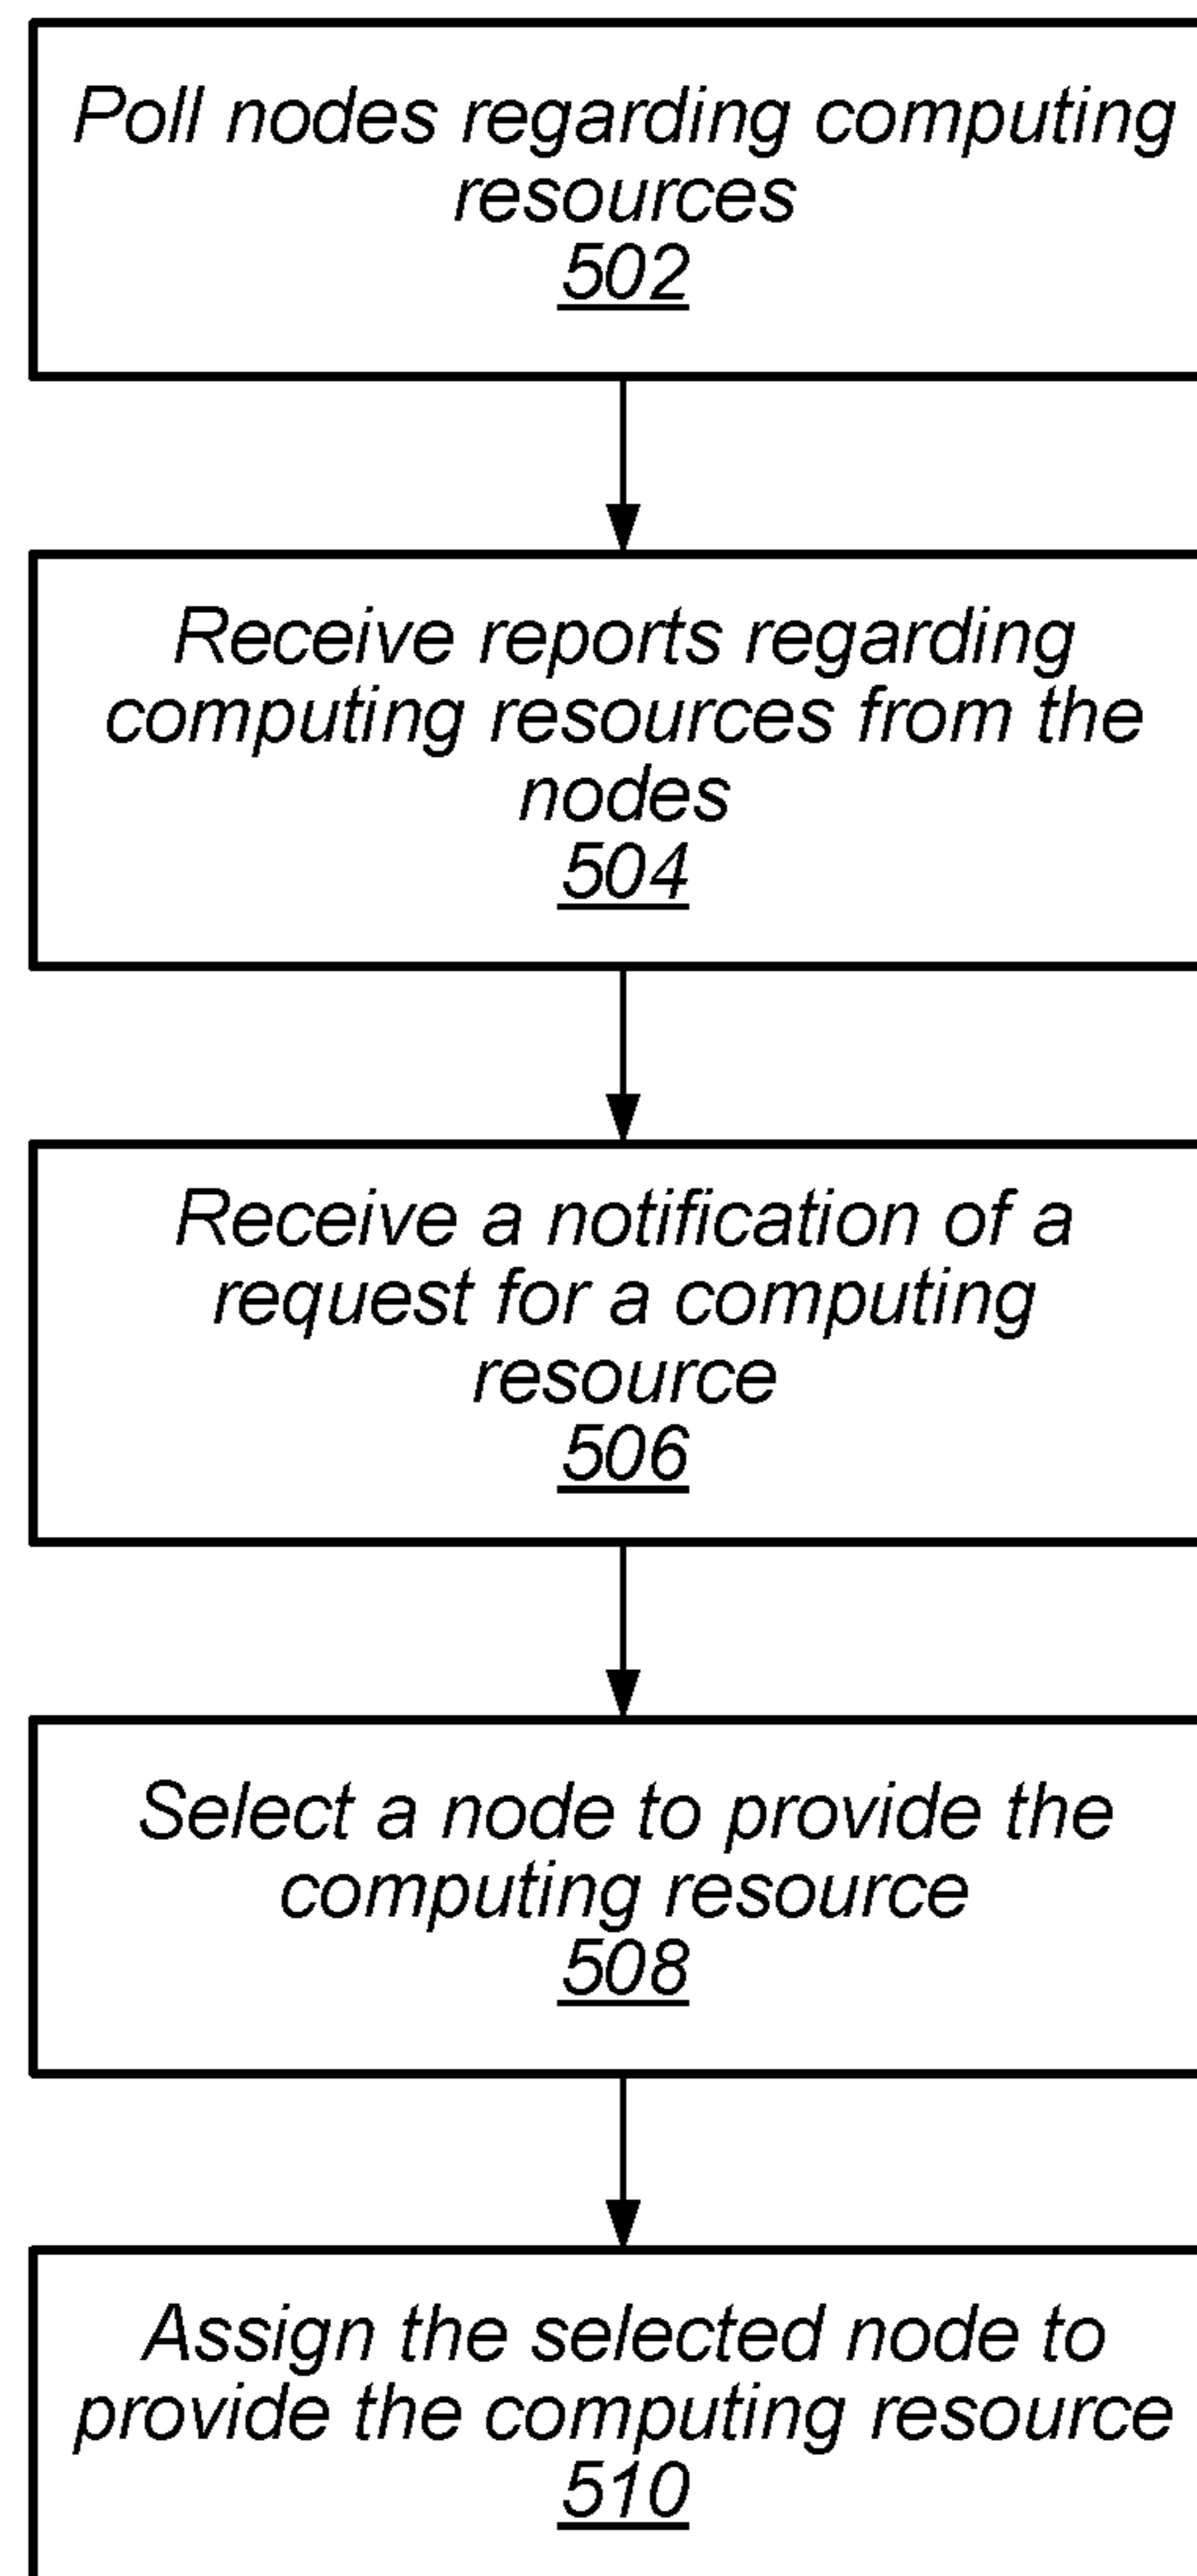 Poll nodes regarding computing
resources
502
Receive reports regarding
computing resources from the
nodes
504
Receive a notification of a
request for a computing
resource
506
Select a node to provide the
computing resource
508
Assign the selected node to
provide the computing resource
510